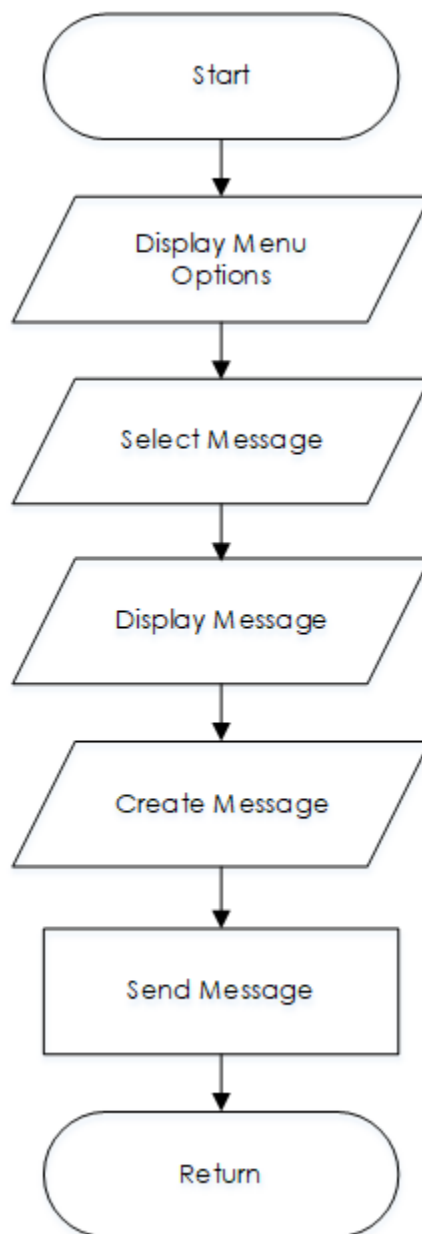 Start
Display Menu
Options
Select Message
Display Message
Create Message
Send Message
Return